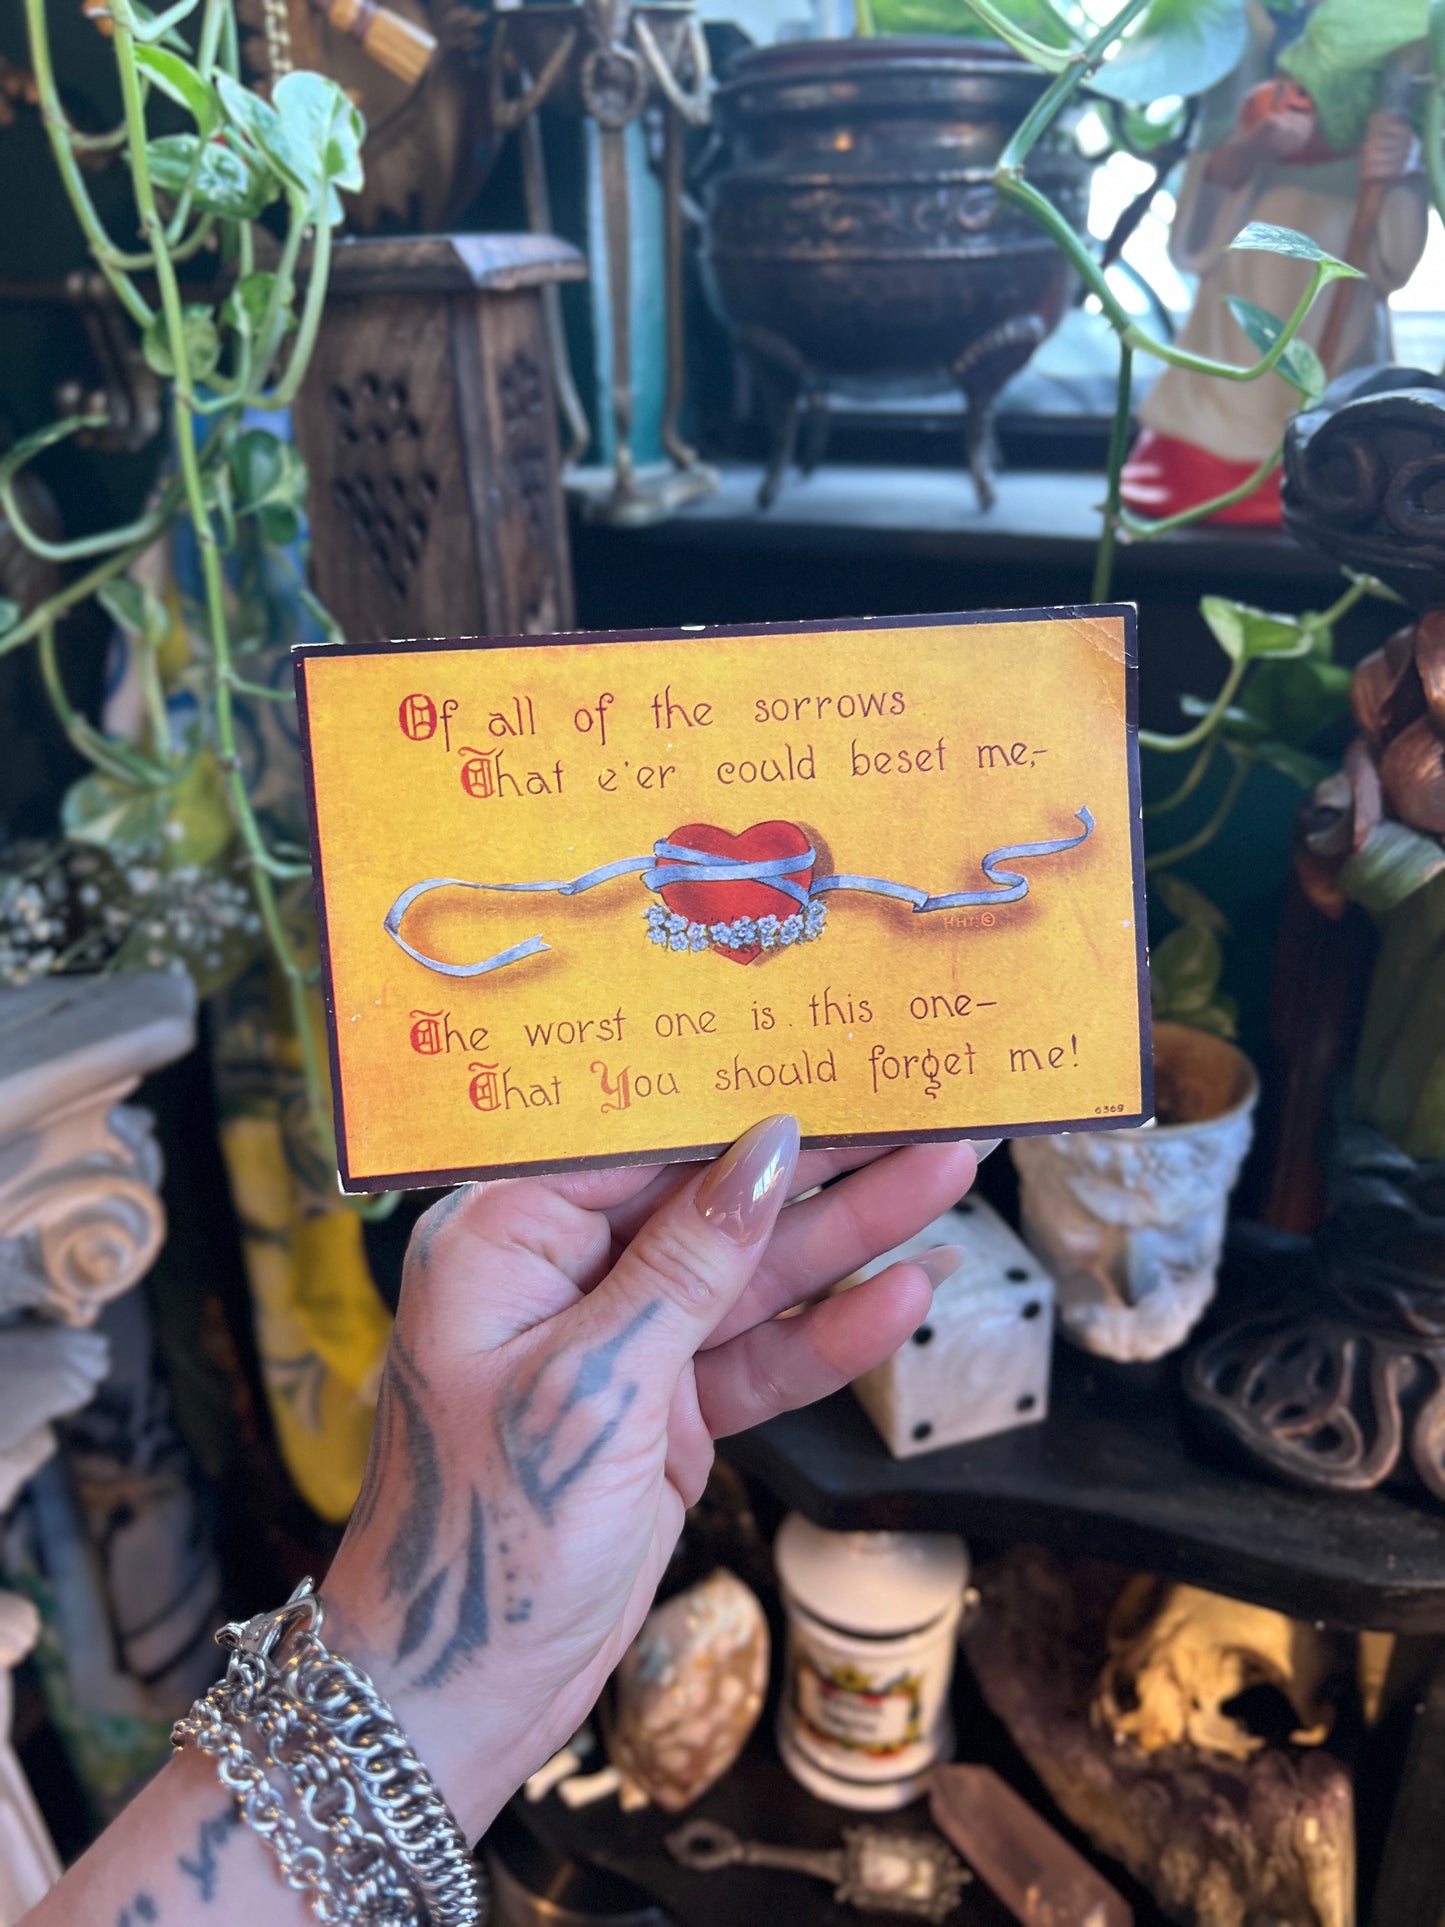 Of all of the sorrows
That e'er could beset me,-
H.H.T. ©
The worst one is this one—
That You should forget me!
6369